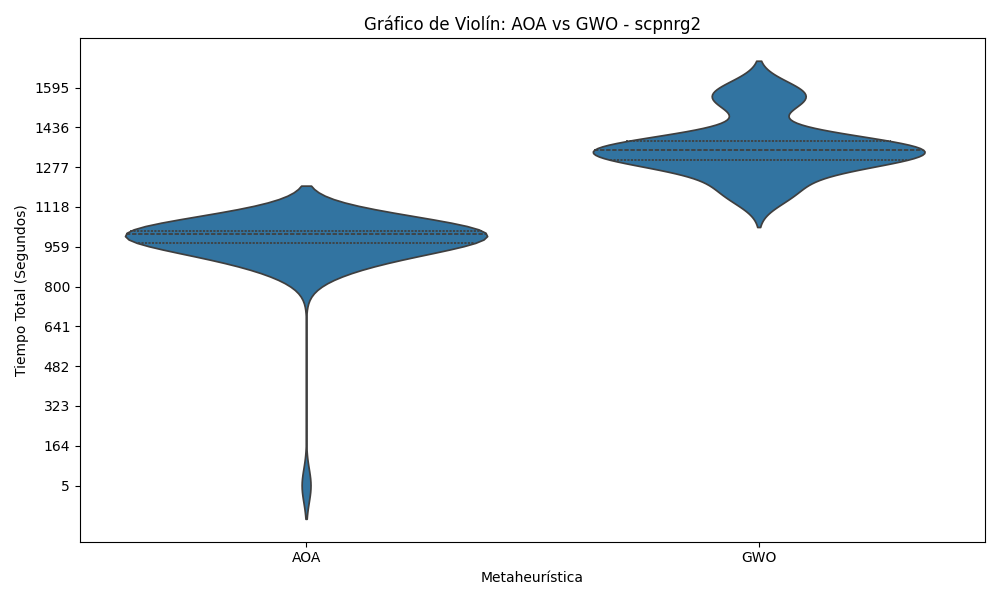 Gráfico de Violín: AOA vs GWO - scpnrg2
Tiempo Total (Segundos)
1595
1436
1277
1118
959
800
641
482
323
164
5
AOA
GWO
Metaheurística